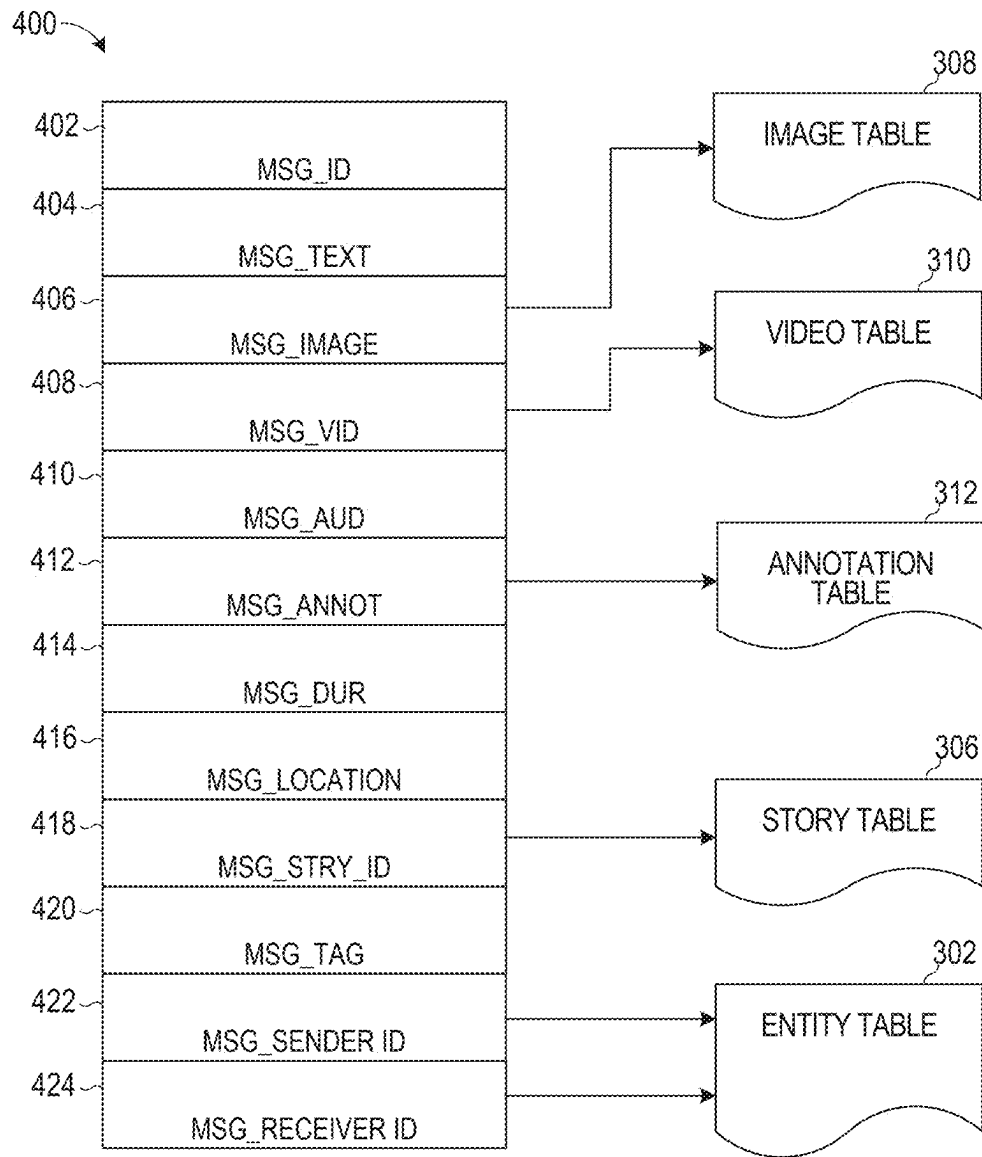 400
402
MSG_ID
404
MSG_TEXT
406
MSG_IMAGE
408
MSG_VID
410
MSG_AUD
412
MSG_ANNOT
414
MSG_DUR
416
MSG_LOCATION
418
MSG_STRY_ID
420
MSG_TAG
422
MSG_SENDER ID
424
MSG_RECEIVER ID
308
IMAGE TABLE
310
VIDEO TABLE
312
ANNOTATION
TABLE
306
STORY TABLE
302
ENTITY TABLE